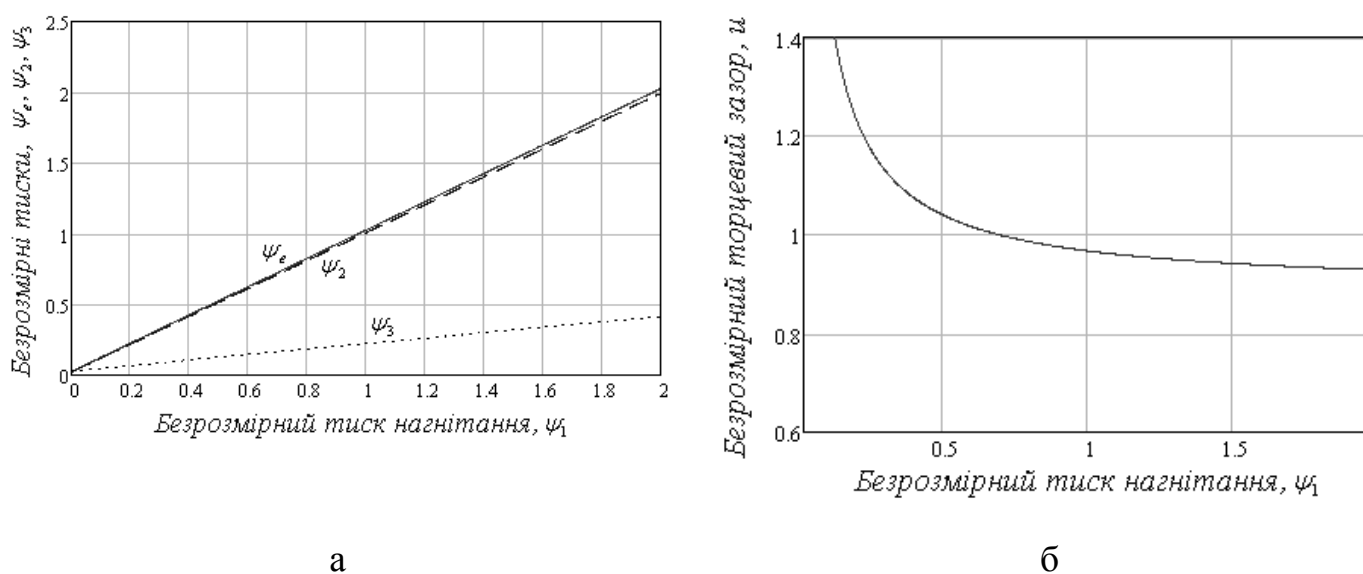 Безрозмірні тиски, ψe, ψ2, ψ3
2.5
2
1.5
1
0.5
0
ψe
ψ2
ψ3
0 0.2 0.4 0.6 0.8 1 1.2 1.4 1.6 1.8 2
Безрозмірний тиск нагнітання, ψ1
а
Безрозмірний торцевий зазор, u
1.4
1.2
1
0.8
0.6
0.5 1 1.5
Безрозмірний тиск нагнітання, ψ1
б